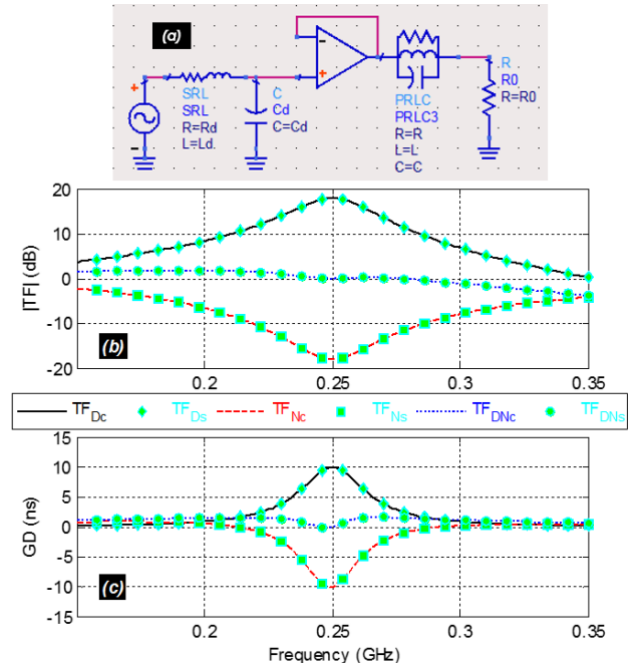 (a)
SRL
SRL
R=Rd
L=Ld
C
Cd
C=Cd
PRLC
PRLC3
R=R
L=L
C=C
R
R0
R=R0
+
-
-
+
|TF| (dB)
20
10
0
-10
-20
(b)
0.2
0.25
0.3
0.35
TF_Dc TF_Ds TF_Nc TF_Ns TF_DNc TF_DNs
GD (ns)
15
10
5
0
-5
-10
-15
(c)
0.2
0.25
0.3
0.35
Frequency (GHz)